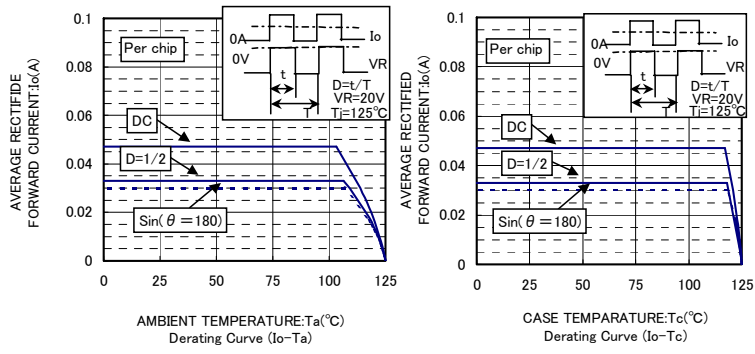 AVERAGE RECTIFIDE
FORWARD CURRENT:Io(A)
0.1
0.08
0.06
0.04
0.02
0
Per chip
0A
0V
Io
VR
t
T
D=t/T
VR=20V
Tj=125°C
DC
D=1/2
Sin(θ=180)
0 25 50 75 100 125
AMBIENT TEMPERATURE:Ta(°C)
Derating Curve (Io-Ta)
AVERAGE RECTIFIED
FORWARD CURRENT:Io(A)
0.1
0.08
0.06
0.04
0.02
0
Per chip
0A
0V
Io
VR
t
T
D=t/T
VR=20V
Tj=125°C
DC
D=1/2
Sin(θ=180)
0 25 50 75 100 125
CASE TEMPARATURE:Tc(°C)
Derating Curve (Io-Tc)